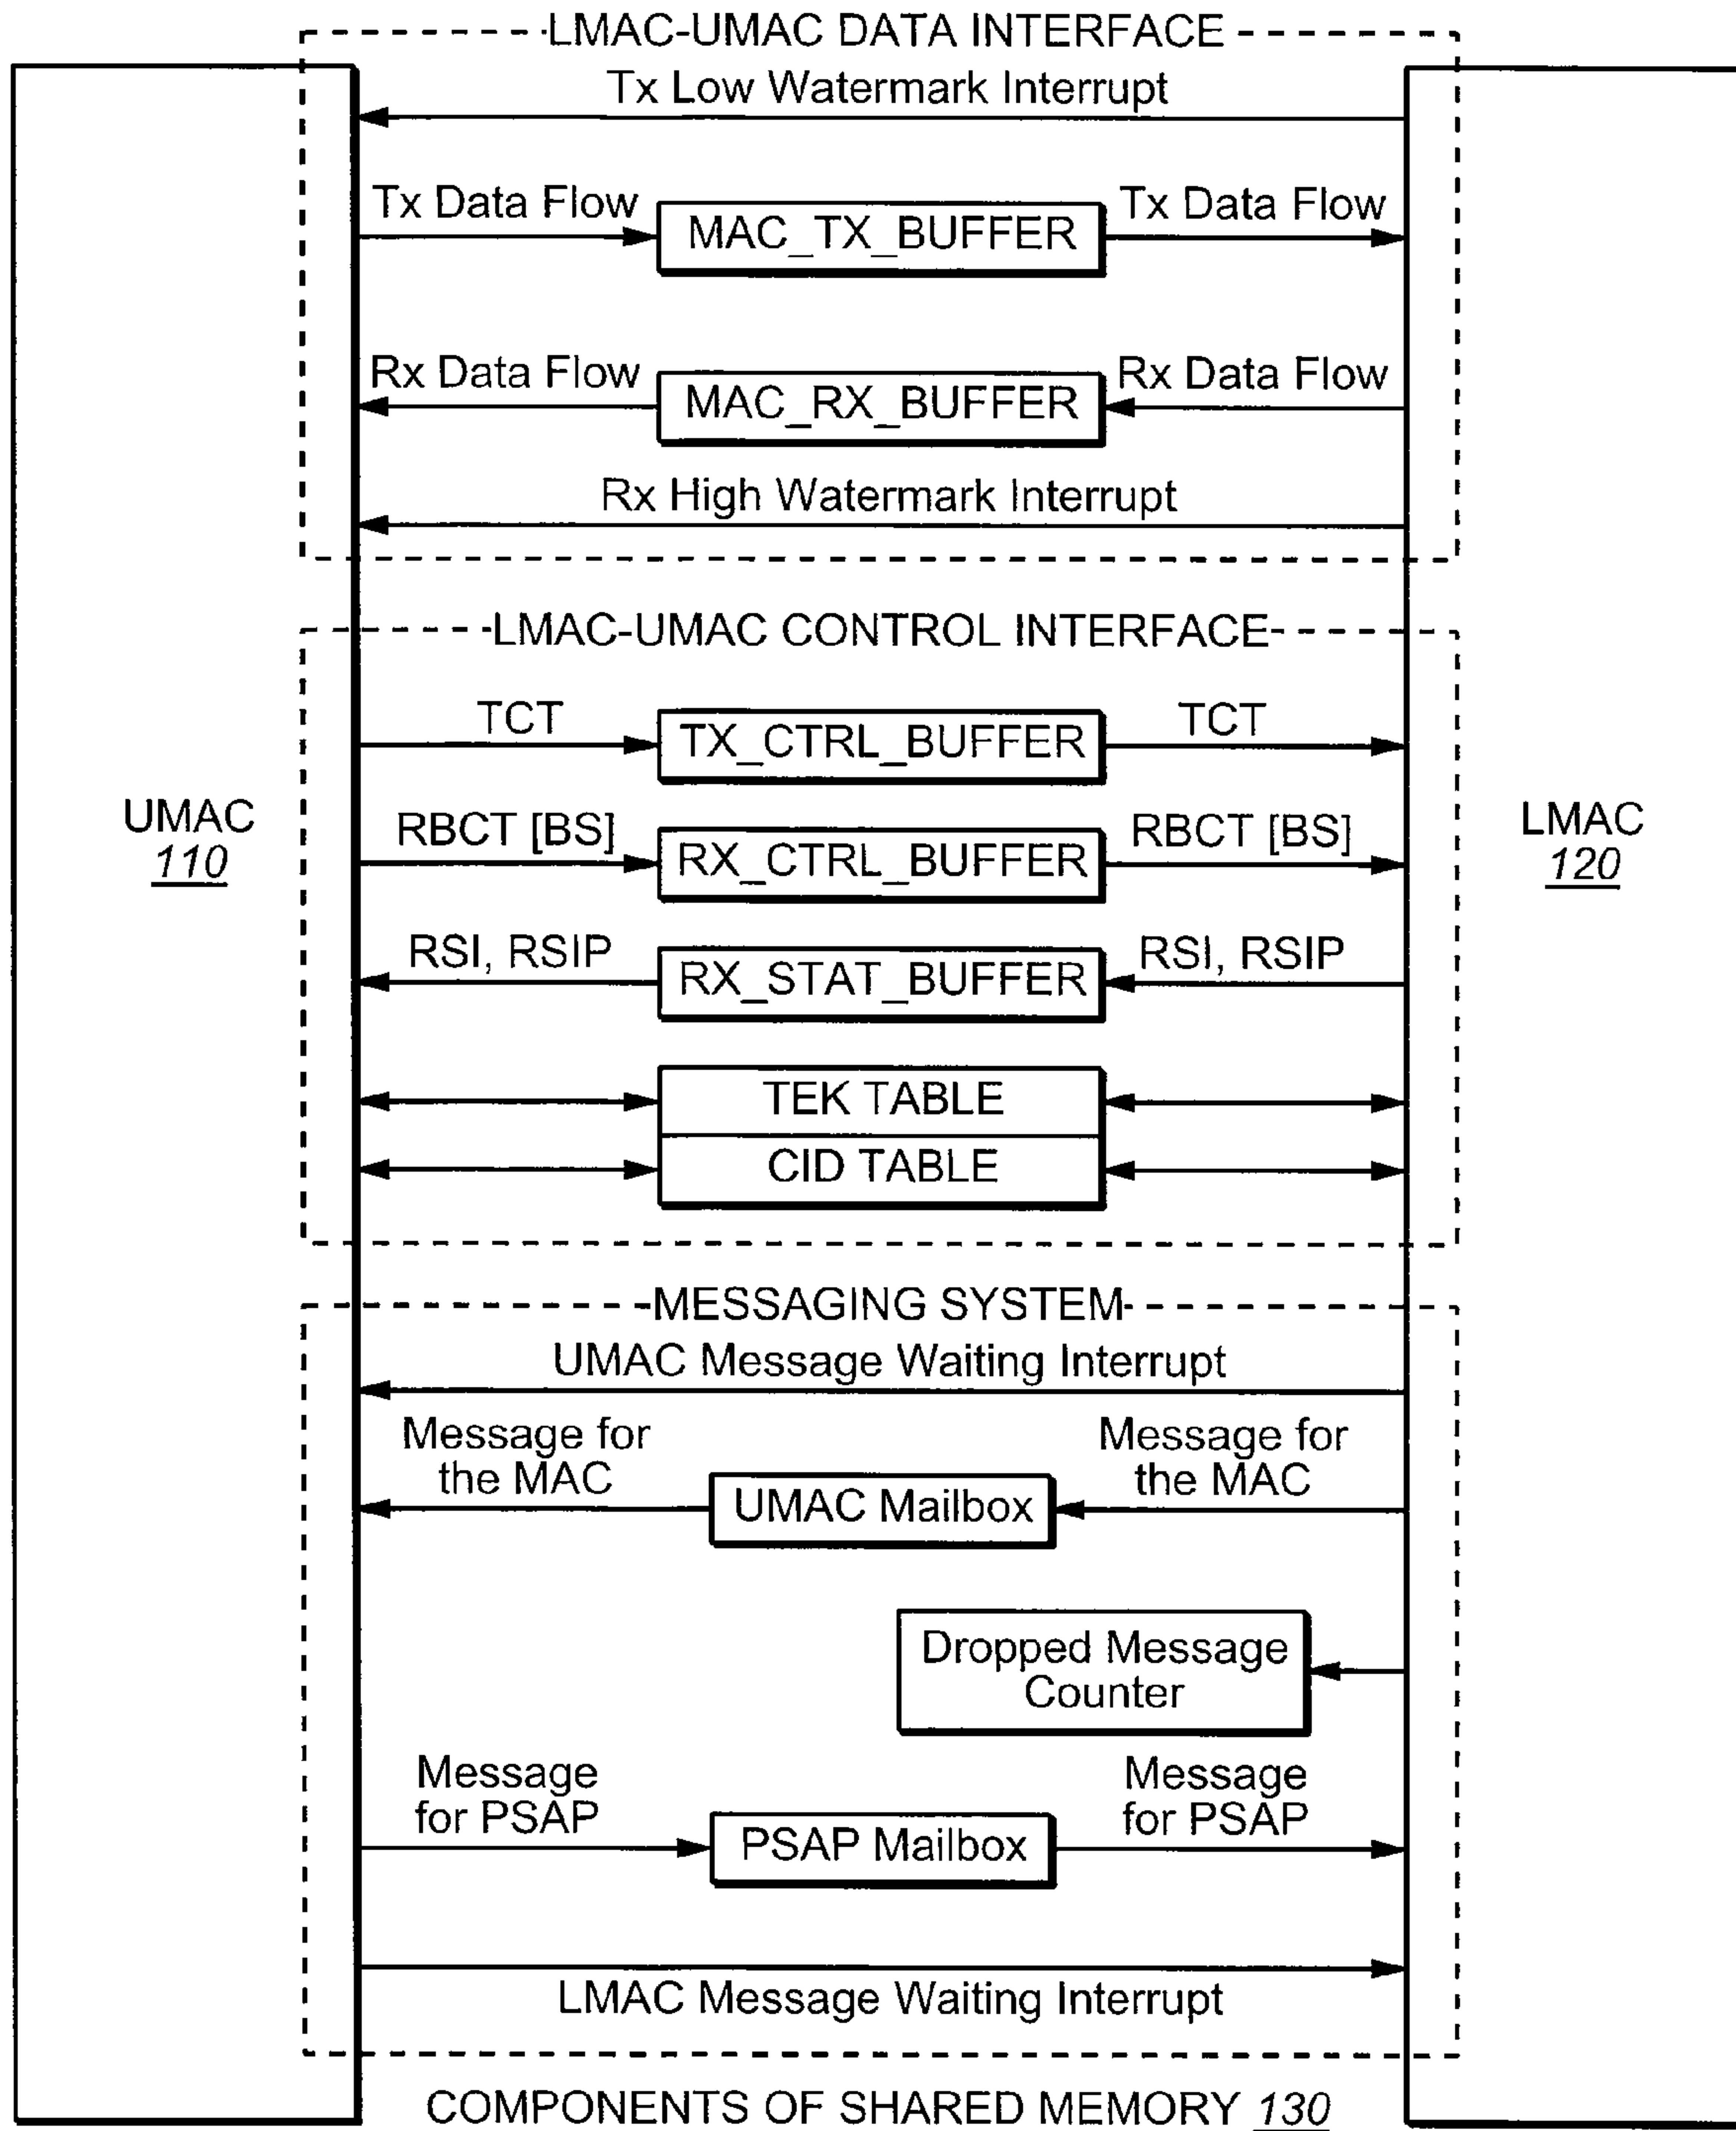 LMAC-UMAC DATA INTERFACE
Tx Low Watermark Interrupt
Tx Data Flow
MAC_TX_BUFFER
Tx Data Flow
Rx Data Flow
MAC_RX_BUFFER
Rx Data Flow
Rx High Watermark Interrupt
LMAC-UMAC CONTROL INTERFACE
TCT
TX_CTRL_BUFFER
TCT
UMAC
110
RBCT [BS]
RX_CTRL_BUFFER
RBCT [BS]
LMAC
120
RSI, RSIP
RX_STAT_BUFFER
RSI, RSIP
TEK TABLE
CID TABLE
MESSAGING SYSTEM
UMAC Message Waiting Interrupt
Message for
the MAC
UMAC Mailbox
Message for
the MAC
Dropped Message
Counter
Message
for PSAP
PSAP Mailbox
Message
for PSAP
LMAC Message Waiting Interrupt
COMPONENTS OF SHARED MEMORY 130